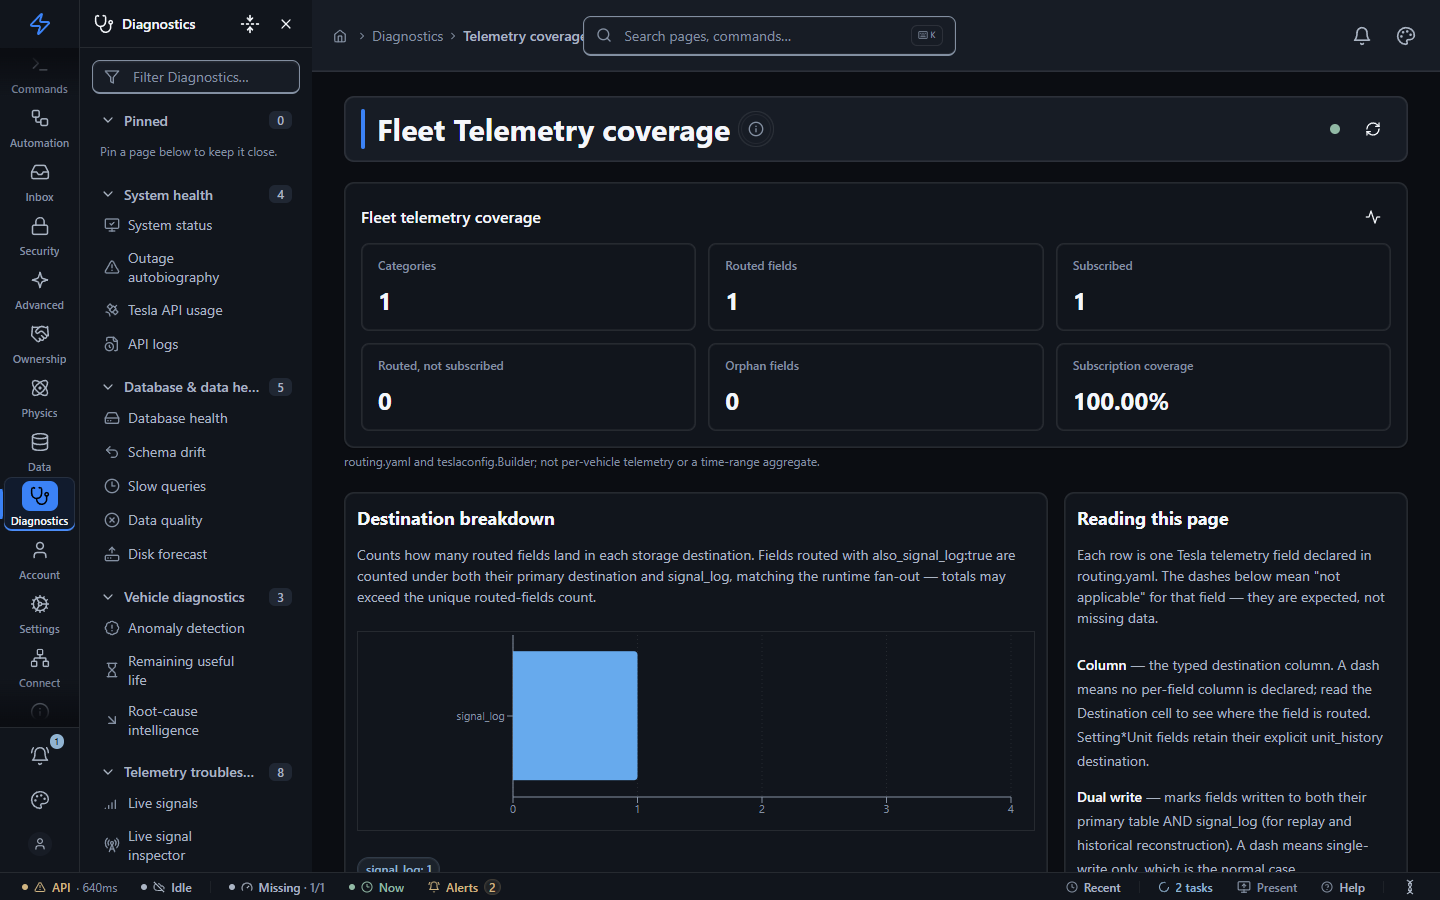 Diagnostics
Diagnostics
Telemetry coverage
Search pages, commands...
K
Commands
Automation
Inbox
Security
Advanced
Ownership
Physics
Data
Diagnostics
Account
Settings
Connect
1
Filter Diagnostics...
Pinned 0
Pin a page below to keep it close.
System health 4
System status
Outage
autobiography
Tesla API usage
API logs
Database & data he... 5
Database health
Schema drift
Slow queries
Data quality
Disk forecast
Vehicle diagnostics 3
Anomaly detection
Remaining useful
life
Root-cause
intelligence
Telemetry troubles... 8
Live signals
Live signal
inspector
Fleet Telemetry coverage
Fleet telemetry coverage
Categories
1
Routed fields
1
Subscribed
1
Routed, not subscribed
0
Orphan fields
0
Subscription coverage
100.00%
routing.yaml and teslaconfig.Builder; not per-vehicle telemetry or a time-range aggregate.
Destination breakdown
Counts how many routed fields land in each storage destination. Fields routed with also_signal_log:true are
counted under both their primary destination and signal_log, matching the runtime fan-out — totals may
exceed the unique routed-fields count.
signal_log
0 1 2 3 4
signal_log: 1
Reading this page
Each row is one Tesla telemetry field declared in
routing.yaml. The dashes below mean "not
applicable" for that field — they are expected, not
missing data.
Column — the typed destination column. A dash
means no per-field column is declared; read the
Destination cell to see where the field is routed.
Setting*Unit fields retain their explicit unit_history
destination.
Dual write — marks fields written to both their
primary table AND signal_log (for replay and
historical reconstruction). A dash means single-
write only, which is the normal case.
API · 640ms
Idle
Missing · 1/1
Now
Alerts 2
Recent
2 tasks
Present
Help